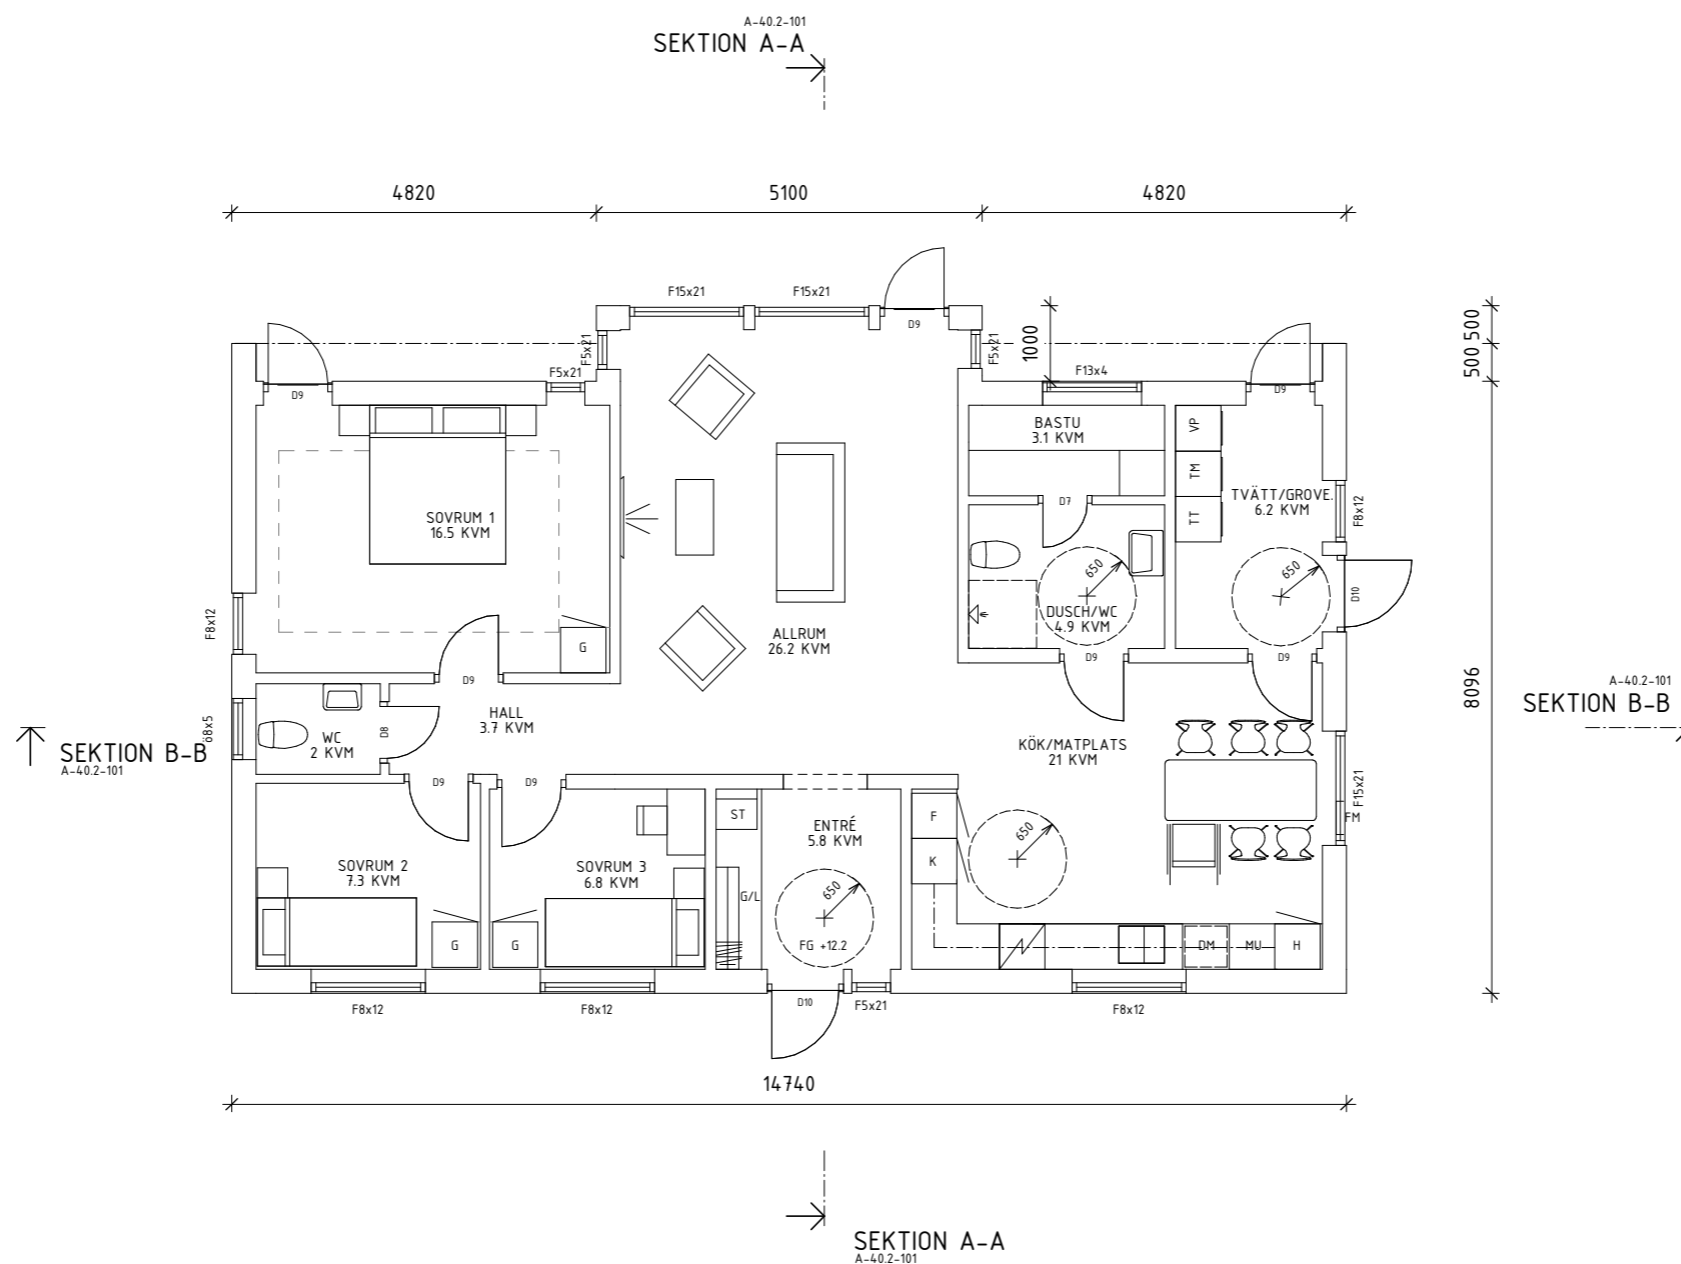 A-40.2-101
SEKTION A-A
4820 5100 4820
F15x21 F15x21
D9
F5x21
F5x21
1000
500
500
D9
F5x21
F13x4
D9
BASTU
3.1 KVM
VP
TM
TT
TVÄTT/GROVE.
6.2 KVM
F8x12
D7
SOVRUM 1
16.5 KVM
650
650
D10
DUSCH/WC
4.9 KVM
ALLRUM
26.2 KVM
F8x12
G
D9
D9
D9
8096
A-40.2-101
SEKTION B-B
HALL
3.7 KVM
WC
2 KVM
D8
Ö8x5
SEKTION B-B
A-40.2-101
KÖK/MATPLATS
21 KVM
D9
D9
F15x21
FM
ST
ENTRÉ
5.8 KVM
F
K
650
SOVRUM 2
7.3 KVM
SOVRUM 3
6.8 KVM
G/L
650
G
G
FG +12.2
DM
MU
H
F8x12
F8x12
D10
F5x21
F8x12
14740
SEKTION A-A
A-40.2-101